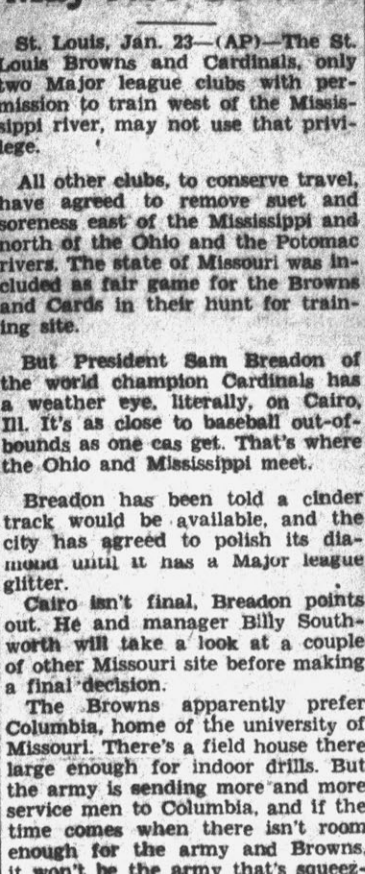 St. Louis, Jan. 23—(AP)—The St.
Louis Browns and Cardinals, only
two Major league clubs with per-
mission to train west of the Missis-
sippi river, may not use that privi-
lege.
All other clubs, to conserve travel,
have agreed to remove suet and
soreness east of the Mississippi and
north of the Ohio and the Potomac
rivers. The state of Missouri was in-
cluded as fair game for the Browns
and Cards in their hunt for train-
ing site.
But President Sam Breadon of
the world champion Cardinals has
a weather eye, literally, on Cairo,
Ill. It's as close to baseball out-of-
bounds as one cas get. That's where
the Ohio and Mississippi meet.
Breadon has been told a cinder
track would be available, and the
city has agreed to polish its dia-
mond until it has a Major league
glitter.
Cairo isn't final, Breadon points
out. He and manager Billy South-
worth will take a look at a couple
of other Missouri site before making
a final decision.
The Browns apparently prefer
Columbia, home of the university of
Missouri. There's a field house there
large enough for indoor drills. But
the army is sending more and more
service men to Columbia, and if the
time comes when there isn't room
enough for the army and Browns,
it won't be the army that's squeez-